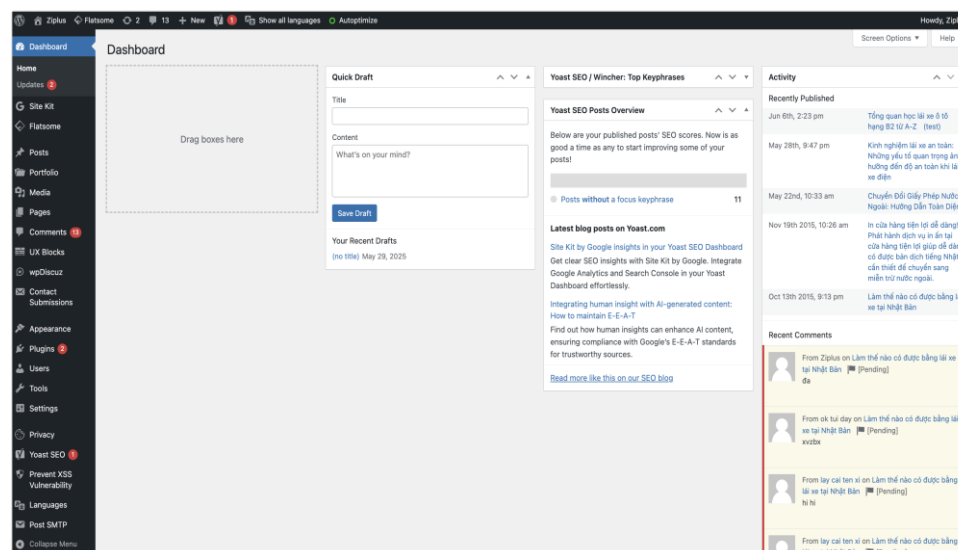 Ziplus Flatsome 2 13 + New 1 Show all languages Autoptimize Howdy,
Screen Options ▼ Help
Dashboard
Home
Updates 2
Site Kit
Flatsome
Posts
Portfolio
Media
Pages
Comments 13
UX Blocks
wpDiscuz
Contact
Submissions
Appearance
Plugins 2
Users
Tools
Settings
Privacy
Yoast SEO 1
Prevent XSS
Vulnerability
Languages
Post SMTP
Collapse Menu
Dashboard
Drag boxes here
Quick Draft
Title
Content
What's on your mind?
Save Draft
Your Recent Drafts
(no title) May 29, 2025
Yoast SEO / Wincher: Top Keyphrases
Yoast SEO Posts Overview
Below are your published posts' SEO scores. Now is as
good a time as any to start improving some of your
posts!
Posts without a focus keyphrase 11
Latest blog posts on Yoast.com
Site Kit by Google insights in your Yoast SEO Dashboard
Get clear SEO insights with Site Kit by Google. Integrate
Google Analytics and Search Console in your Yoast
Dashboard effortlessly.
Integrating human insight with AI-generated content:
How to maintain E-E-A-T
Find out how human insights can enhance AI content,
ensuring compliance with Google's E-E-A-T standards
for trustworthy sources.
Read more like this on our SEO blog
Activity
Recently Published
Jun 6th, 2:23 pm Tổng quan học lái xe ô tô
hạng B2 từ A-Z (test)
May 28th, 9:47 pm Kinh nghiệm lái xe an toàn:
Những yếu tố quan trọng ản
hưởng đến độ an toàn khi lá
xe điện
May 22nd, 10:33 am Chuyển Đổi Giấy Phép Nước
Ngoài: Hướng Dẫn Toàn Diệ
Nov 19th 2015, 10:26 am In cửa hàng tiện lợi dễ dàng!
Phát hành dịch vụ in ấn tại
cửa hàng tiện lợi giúp dễ dà
có được bản dịch tiếng Nhật
cần thiết để chuyển sang
miễn trừ nước ngoài.
Oct 13th 2015, 9:13 pm Làm thế nào có được bằng l
xe tại Nhật Bản
Recent Comments
From Ziplus on Làm thế nào có được bằng lái xe
tại Nhật Bản [Pending]
đa
From ok tui day on Làm thế nào có được bằng lái
xe tại Nhật Bản [Pending]
xvzbx
From lay cai ten xi on Làm thế nào có được bằng
lái xe tại Nhật Bản [Pending]
hi hi
From lay cai ten xi on Làm thế nào có được bằng